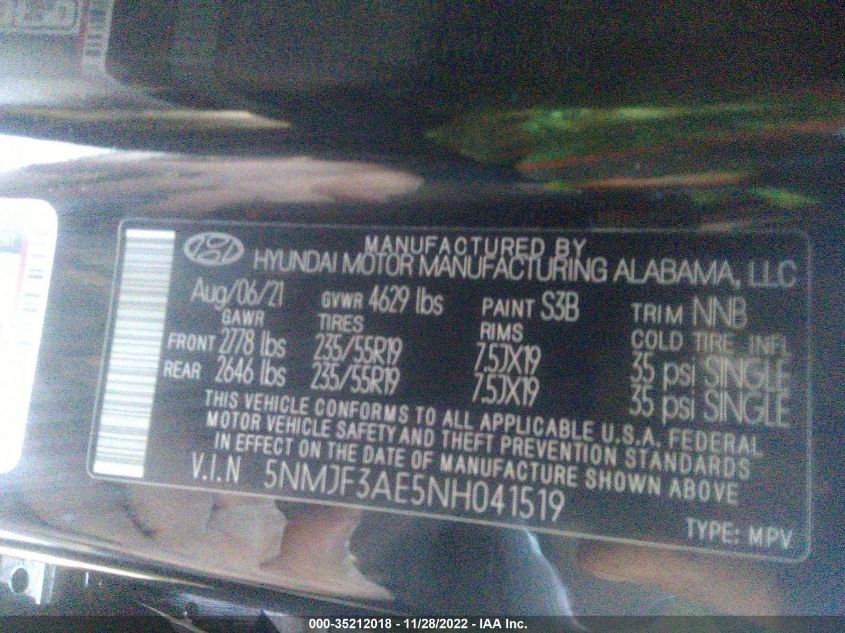 MANUFACTURED BY
HYUNDAI MOTOR MANUFACTURING ALABAMA, LLC
Aug/06/21 GVWR 4629 lbs PAINT S3B TRIM NNB
GAWR TIRES RIMS COLD TIRE INFL
FRONT 2778 lbs 235/55R19 7.5JX19 35 psi SINGLE
REAR 2646 lbs 235/55R19 7.5JX19 35 psi SINGLE
THIS VEHICLE CONFORMS TO ALL APPLICABLE U.S.A. FEDERAL
MOTOR VEHICLE SAFETY AND THEFT PREVENTION STANDARDS
IN EFFECT ON THE DATE OF MANUFACTURE SHOWN ABOVE
V.I.N 5NMJF3AE5NH041519
TYPE: MPV
000-35212018 - 11/28/2022 - IAA Inc.